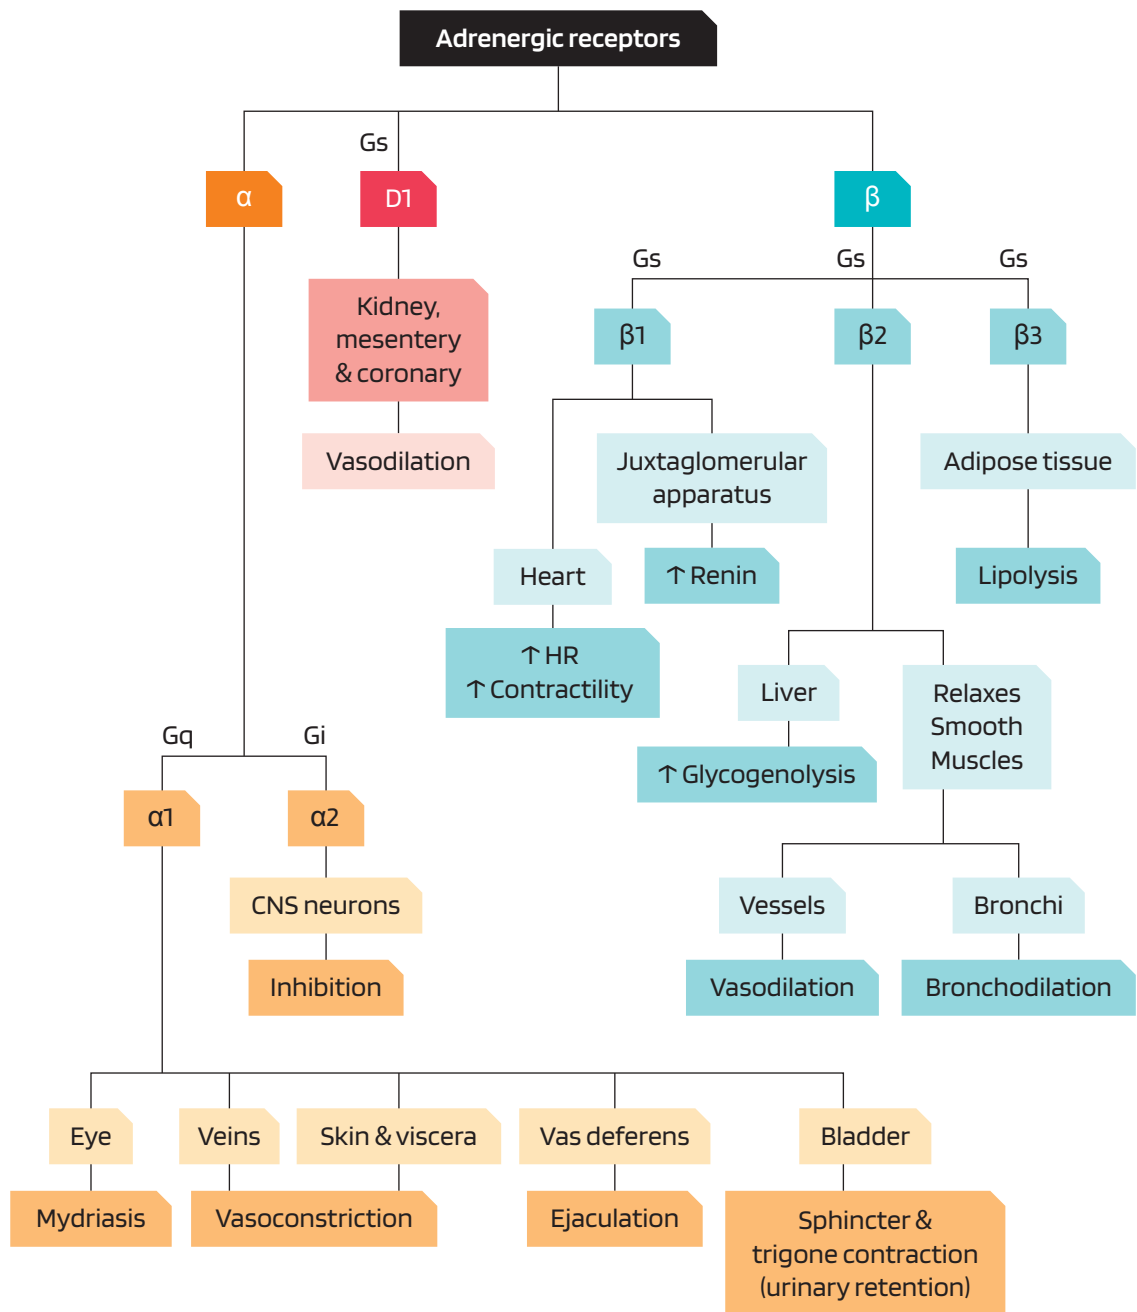 Adrenergic receptors
Gs
α
D1
β
Gs
Gs
Gs
Kidney,
mesentery
& coronary
β1
β2
β3
Vasodilation
Juxtaglomerular
apparatus
Adipose tissue
Heart
↑ Renin
Lipolysis
↑ HR
↑ Contractility
Liver
Relaxes
Smooth
Muscles
Gq
Gi
↑ Glycogenolysis
α1
α2
CNS neurons
Vessels
Bronchi
Inhibition
Vasodilation
Bronchodilation
Eye
Veins
Skin & viscera
Vas deferens
Bladder
Mydriasis
Vasoconstriction
Ejaculation
Sphincter &
trigone contraction
(urinary retention)